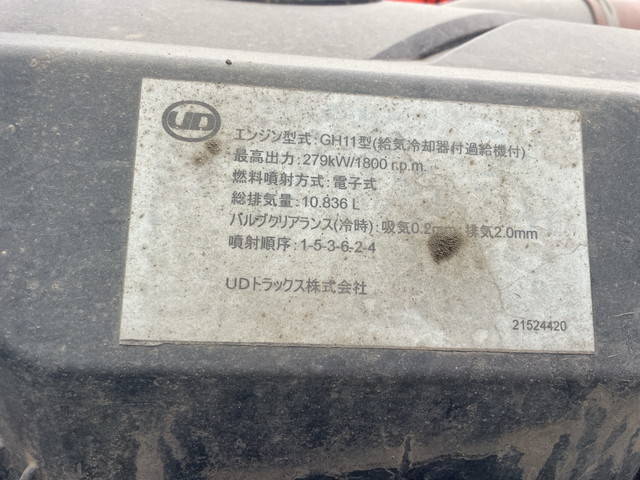 UD
エンジン型式：GH11型(給気冷却器付過給機付)
最高出力：279kW/1800 r.p.m.
燃料噴射方式：電子式
総排気量：10.836 L
バルブクリアランス(冷時)：吸気0.2mm 排気2.0mm
噴射順序：1-5-3-6-2-4
UDトラックス株式会社
21524420